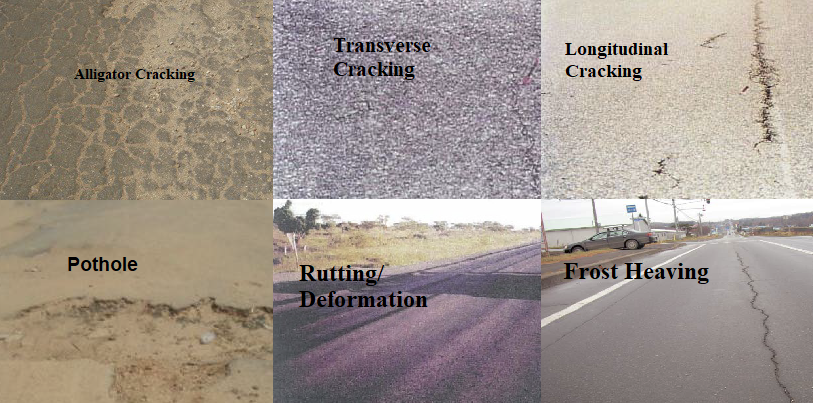 Alligator Cracking
Transverse
Cracking
Longitudinal
Cracking
Pothole
Rutting/
Deformation
Frost Heaving